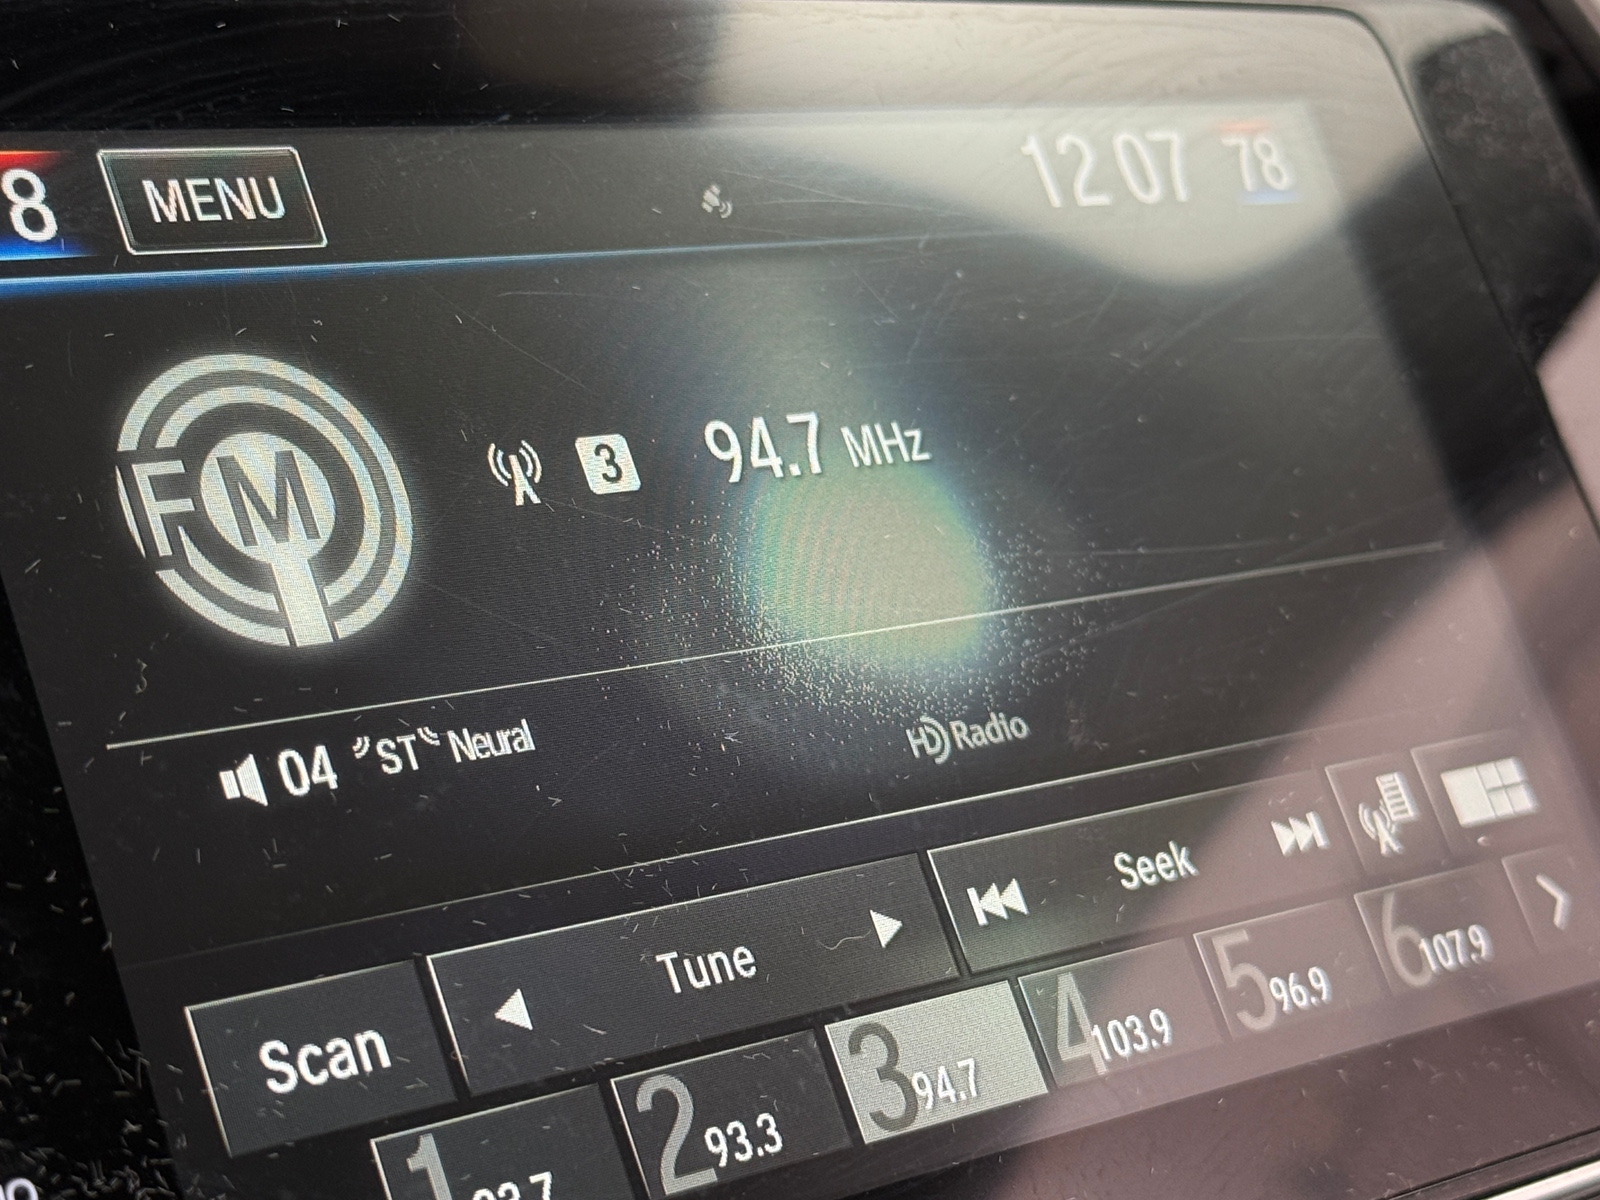 8 MENU 12 07 78
FM
3 94.7 MHz
04 ST Neural HD Radio
Seek
Tune
Scan
1
2 93.3
3 94.7
4 103.9
5 96.9
6 107.9